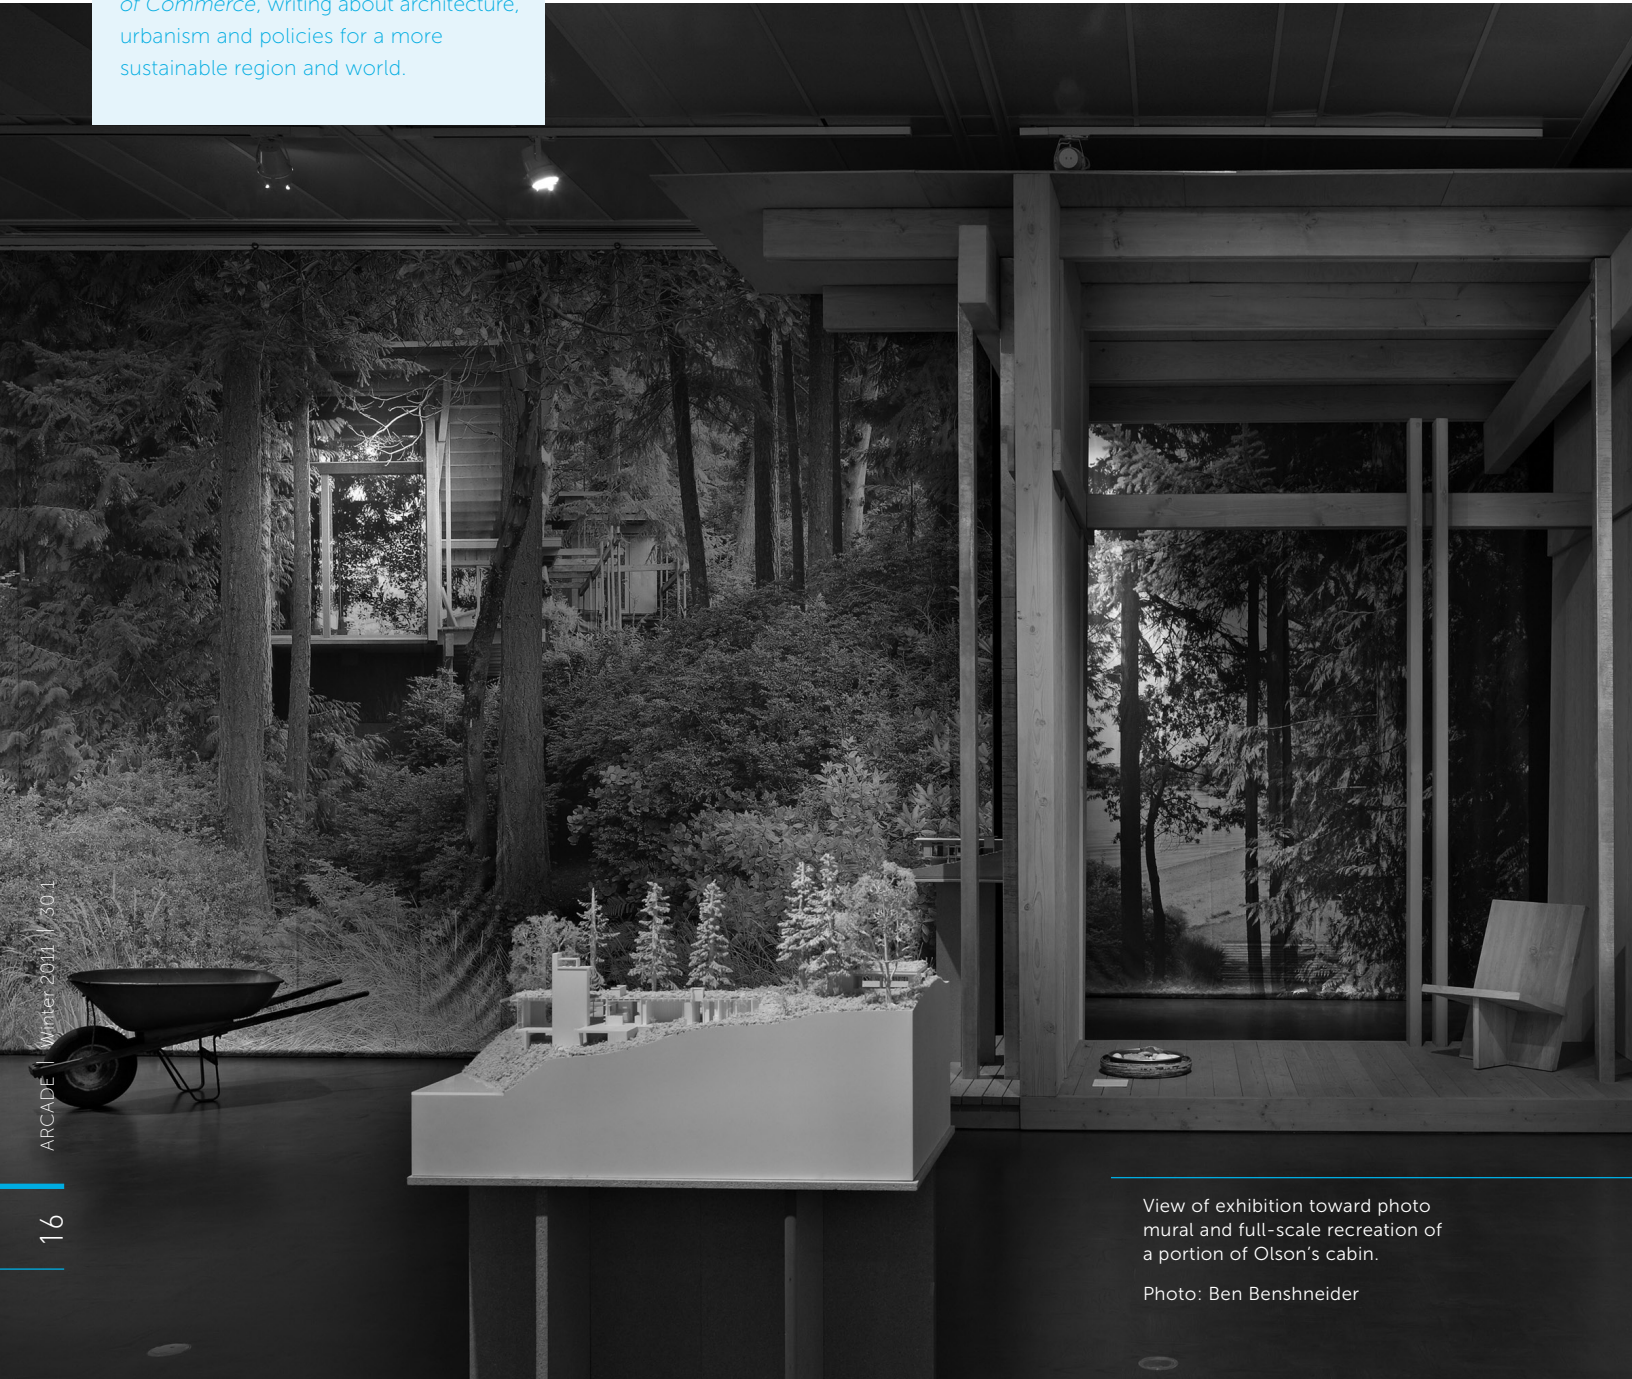 of Commerce, writing about architecture,
urbanism and policies for a more
sustainable region and world.
ARCADE | Winter 2011 || 30 1
16
View of exhibition toward photo
mural and full-scale recreation of
a portion of Olson's cabin.
Photo: Ben Benshneider